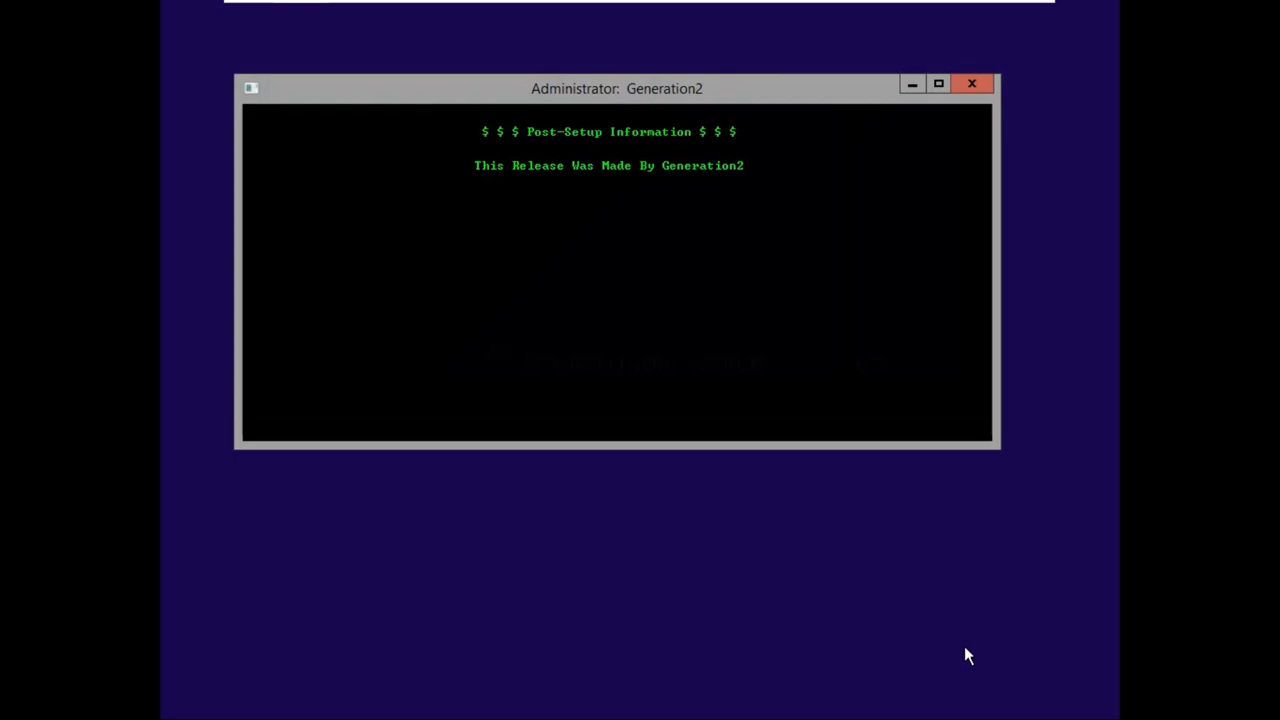 Administrator: Generation2
$ $ $ Post-Setup Information $ $ $
This Release Was Made By Generation2